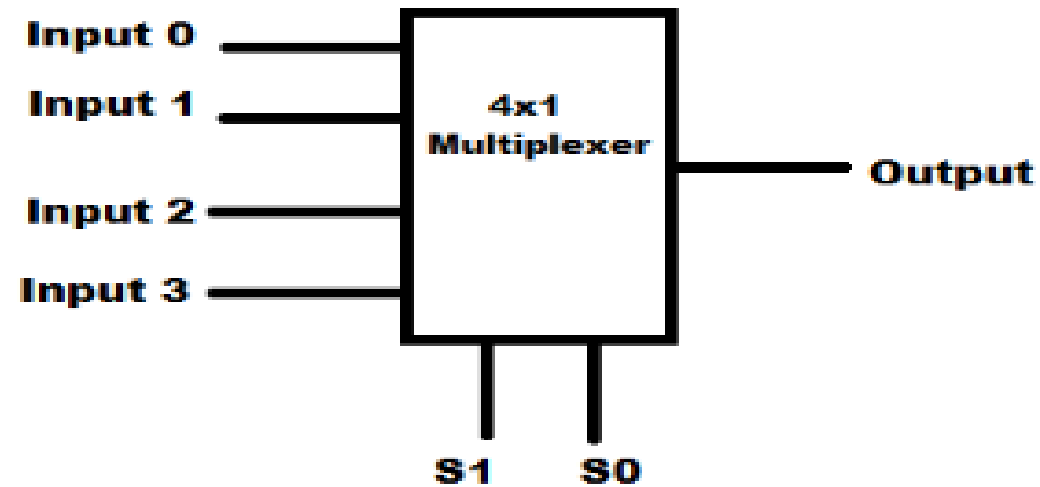 Input 0
Input 1
4x1
Multiplexer
Output
Input 2
Input 3
S1 S0